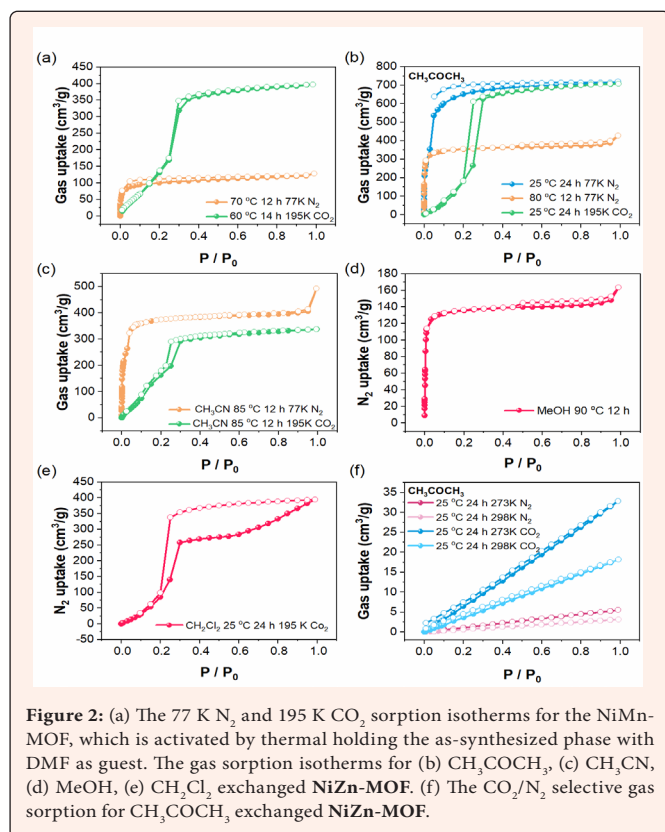 (a)
Gas uptake (cm³/g)
400
350
300
250
200
150
100
50
0
70 °C 12 h 77K N₂
60 °C 14 h 195K CO₂
0.0 0.2 0.4 0.6 0.8 1.0
P / P₀
(b)
CH₃COCH₃
Gas uptake (cm³/g)
800
700
600
500
400
300
200
100
0
25 °C 24 h 77K N₂
80 °C 12 h 77K N₂
25 °C 24 h 195K CO₂
0.0 0.2 0.4 0.6 0.8 1.0
P / P₀
(c)
Gas uptake (cm³/g)
500
400
300
200
100
0
CH₃CN 85 °C 12 h 77K N₂
CH₃CN 85 °C 12 h 195K CO₂
0.0 0.2 0.4 0.6 0.8 1.0
P / P₀
(d)
N₂ uptake (cm³/g)
180
160
140
120
100
80
60
40
20
0
MeOH 90 °C 12 h
0.0 0.2 0.4 0.6 0.8 1.0
P / P₀
(e)
N₂ uptake (cm³/g)
400
350
300
250
200
150
100
50
0
-50
CH₂Cl₂ 25 °C 24 h 195 K Co₂
0.0 0.2 0.4 0.6 0.8 1.0
P / P₀
(f)
CH₃COCH₃
Gas uptake (cm³/g)
35
30
25
20
15
10
5
0
25 °C 24 h 273K N₂
25 °C 24 h 298K N₂
25 °C 24 h 273K CO₂
25 °C 24 h 298K CO₂
0.0 0.2 0.4 0.6 0.8 1.0
P / P₀
Figure 2: (a) The 77 K N₂ and 195 K CO₂ sorption isotherms for the NiMn-
MOF, which is activated by thermal holding the as-synthesized phase with
DMF as guest. The gas sorption isotherms for (b) CH₃COCH₃, (c) CH₃CN,
(d) MeOH, (e) CH₂Cl₂ exchanged NiZn-MOF. (f) The CO₂/N₂ selective gas
sorption for CH₃COCH₃ exchanged NiZn-MOF.